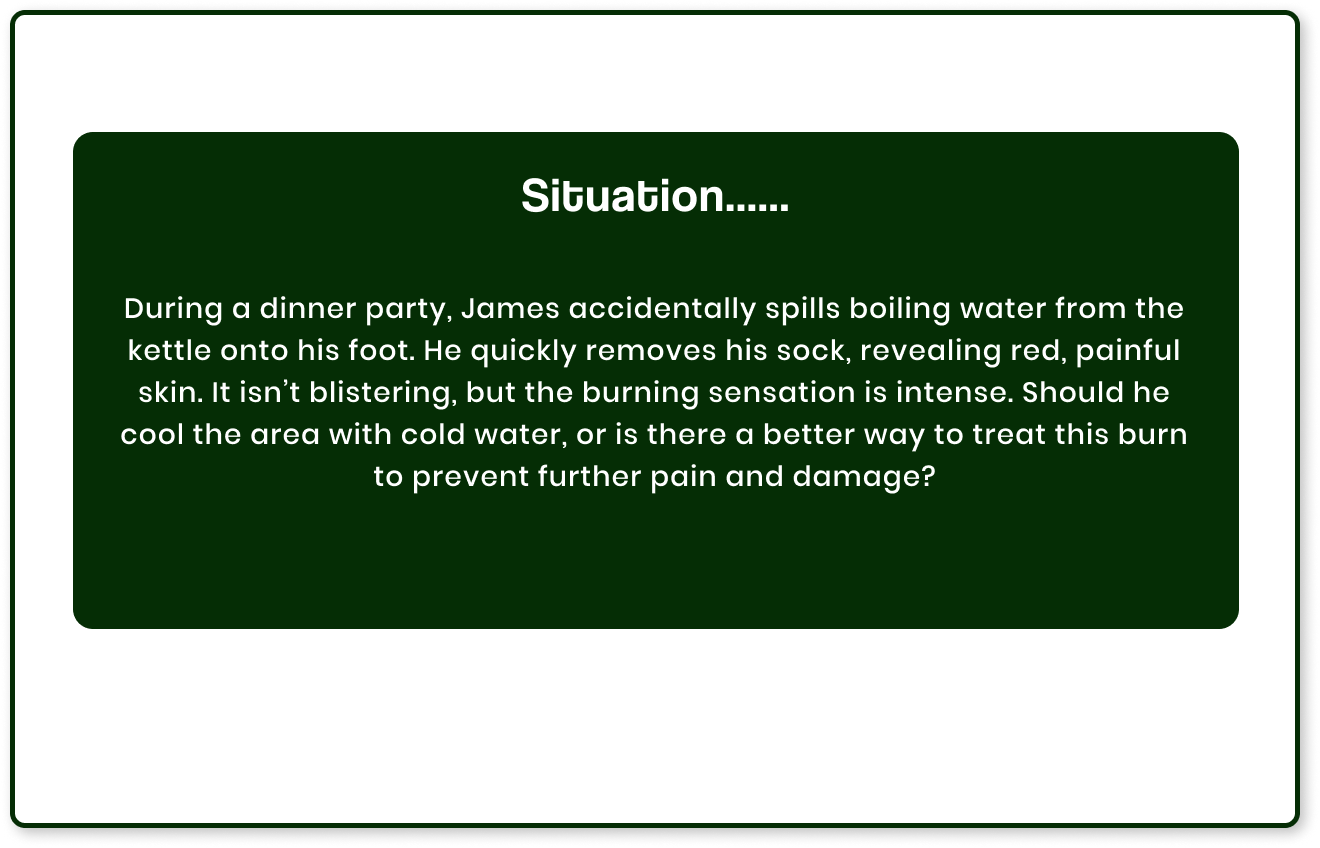 Situation......
During a dinner party, James accidentally spills boiling water from the
kettle onto his foot. He quickly removes his sock, revealing red, painful
skin. It isn’t blistering, but the burning sensation is intense. Should he
cool the area with cold water, or is there a better way to treat this burn
to prevent further pain and damage?